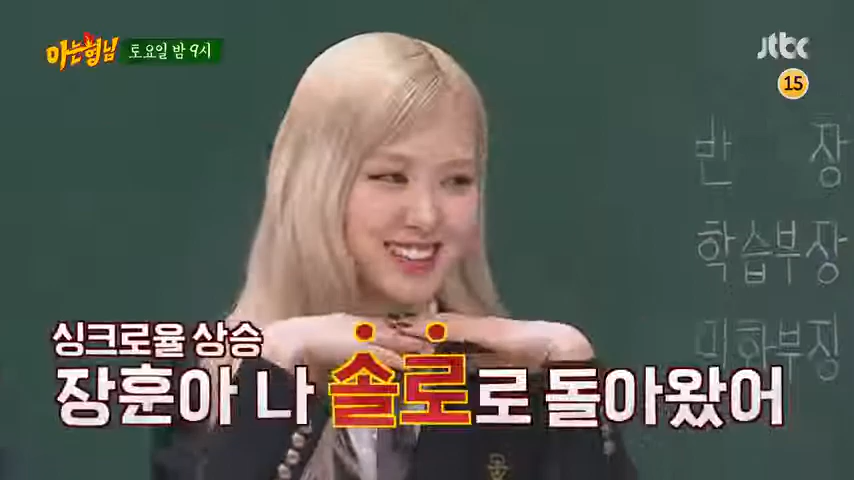 아는형님 토요일 밤 9시
jtbc
15
반 장
학습부장
미화부장
싱크로율 상승
장훈아 나 솔로로 돌아왔어